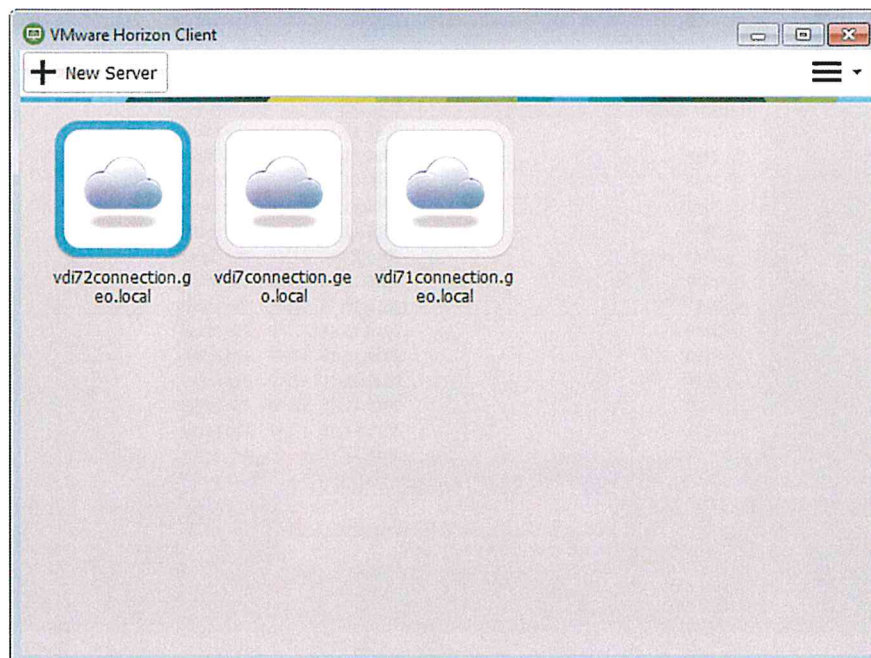 VMware Horizon Client
New Server
vdi72connection.g
eo.local
vdi7connection.ge
o.local
vdi71connection.g
eo.local